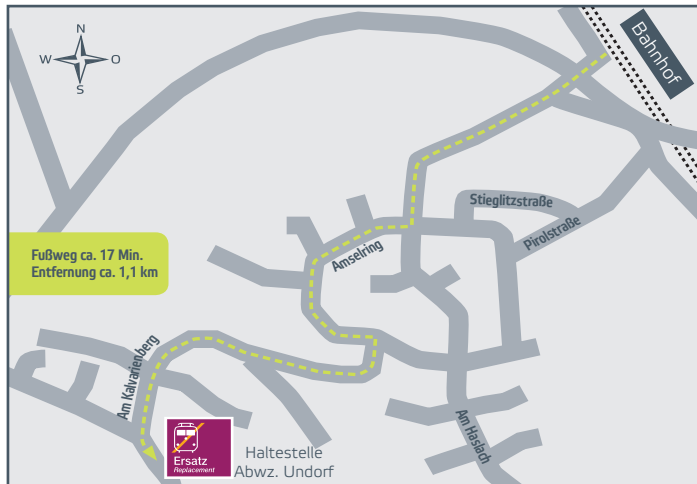 N
W O
S
Bahnhof
Stieglitzstraße
Pirolstraße
Amselring
Fußweg ca. 17 Min.
Entfernung ca. 1,1 km
Am Kalvarienberg
Am Haslach
Ersatz
Replacement
Haltestelle
Abwz. Undorf